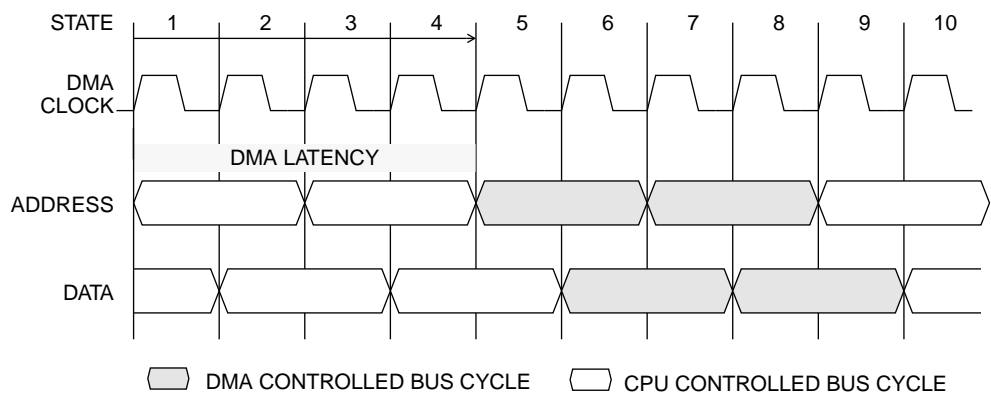 STATE 1 2 3 4 5 6 7 8 9 10
DMA
CLOCK
DMA LATENCY
ADDRESS
DATA
DMA CONTROLLED BUS CYCLE CPU CONTROLLED BUS CYCLE